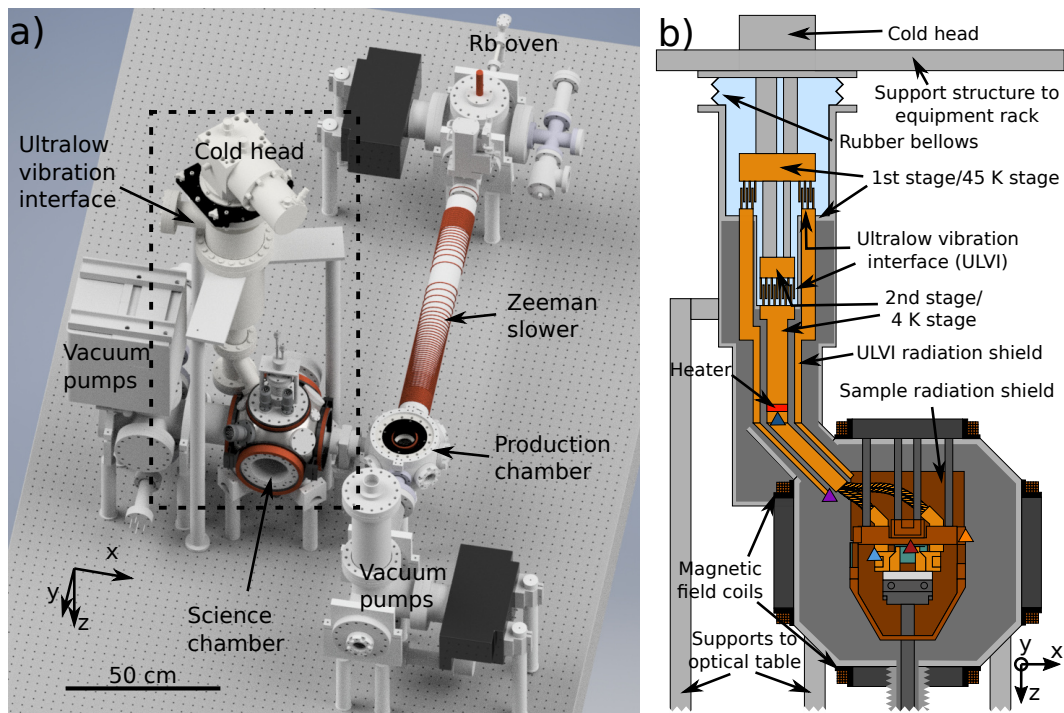 a)
Rb oven
Ultralow
vibration
interface
Cold head
Zeeman
slower
Vacuum
pumps
Production
chamber
x
y
z
Science
chamber
Vacuum
pumps
50 cm
b)
Cold head
Support structure to
equipment rack
Rubber bellows
1st stage/45 K stage
Ultralow vibration
interface (ULVI)
2nd stage/
4 K stage
ULVI radiation shield
Heater
Sample radiation shield
Magnetic
field coils
Supports to
optical table
y
x
z